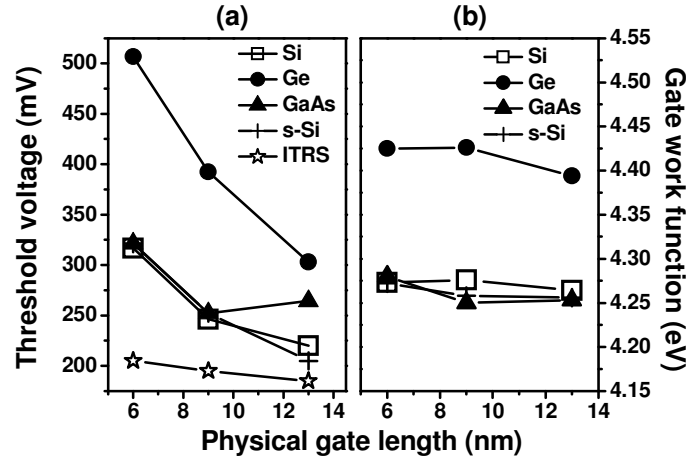 (a)
(b)
Threshold voltage (mV)
500
450
400
350
300
250
200
Si
Ge
GaAs
s-Si
ITRS
6 8 10 12 14
Si
Ge
GaAs
s-Si
6 8 10 12 14
4.55
4.50
4.45
4.40
4.35
4.30
4.25
4.20
4.15
Gate work function (eV)
Physical gate length (nm)